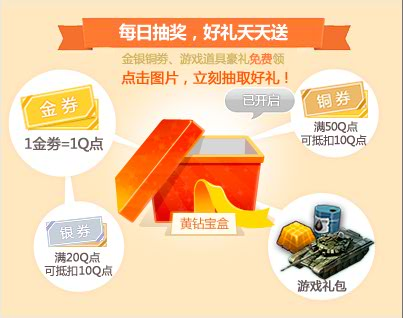 每日抽奖，好礼天天送
金银铜券、游戏道具豪礼免费领
点击图片，立刻抽取好礼！
已开启
金券
1金劵=1Q点
铜券
满50Q点
可抵扣10Q点
银券
满20Q点
可抵扣10Q点
黄钻宝盒
游戏礼包